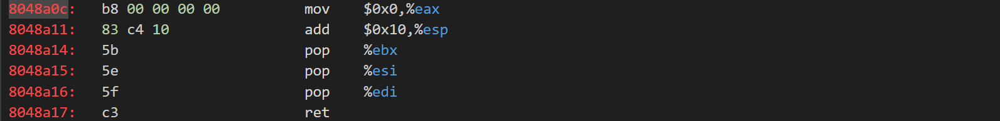 8048a0c: b8 00 00 00 00 mov $0x0,%eax
8048a11: 83 c4 10 add $0x10,%esp
8048a14: 5b pop %ebx
8048a15: 5e pop %esi
8048a16: 5f pop %edi
8048a17: c3 ret